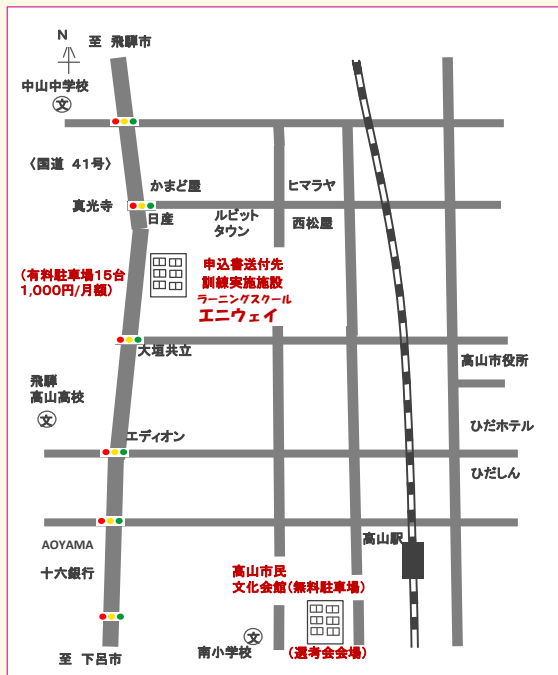 至 飛騨市
N
中山中学校
文
〈国道 41号〉
かまど屋
ヒマラヤ
真光寺
日産
ルビット
タウン
西松屋
(有料駐車場15台
1,000円/月額)
申込書送付先
訓練実施施設
ラーニングスクール
エニウェイ
大垣共立
高山市役所
飛騨
高山高校
文
エディオン
ひだホテル
ひだしん
AOYAMA
高山駅
十六銀行
高山市民
文化会館(無料駐車場)
文
南小学校
(選考会会場)
至 下呂市